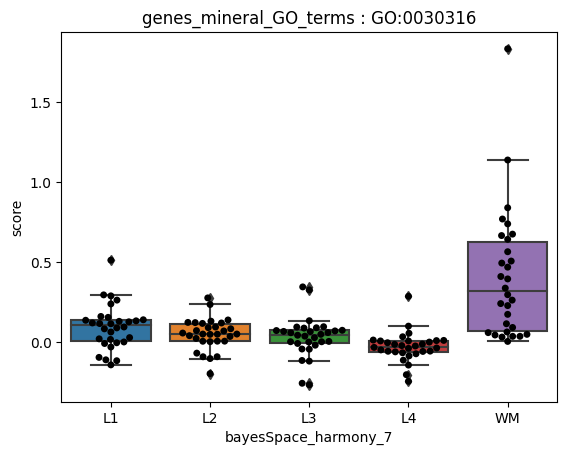 genes_mineral_GO_terms : GO:0030316
score
1.5
1.0
0.5
0.0
L1 L2 L3 L4 WM
bayesSpace_harmony_7